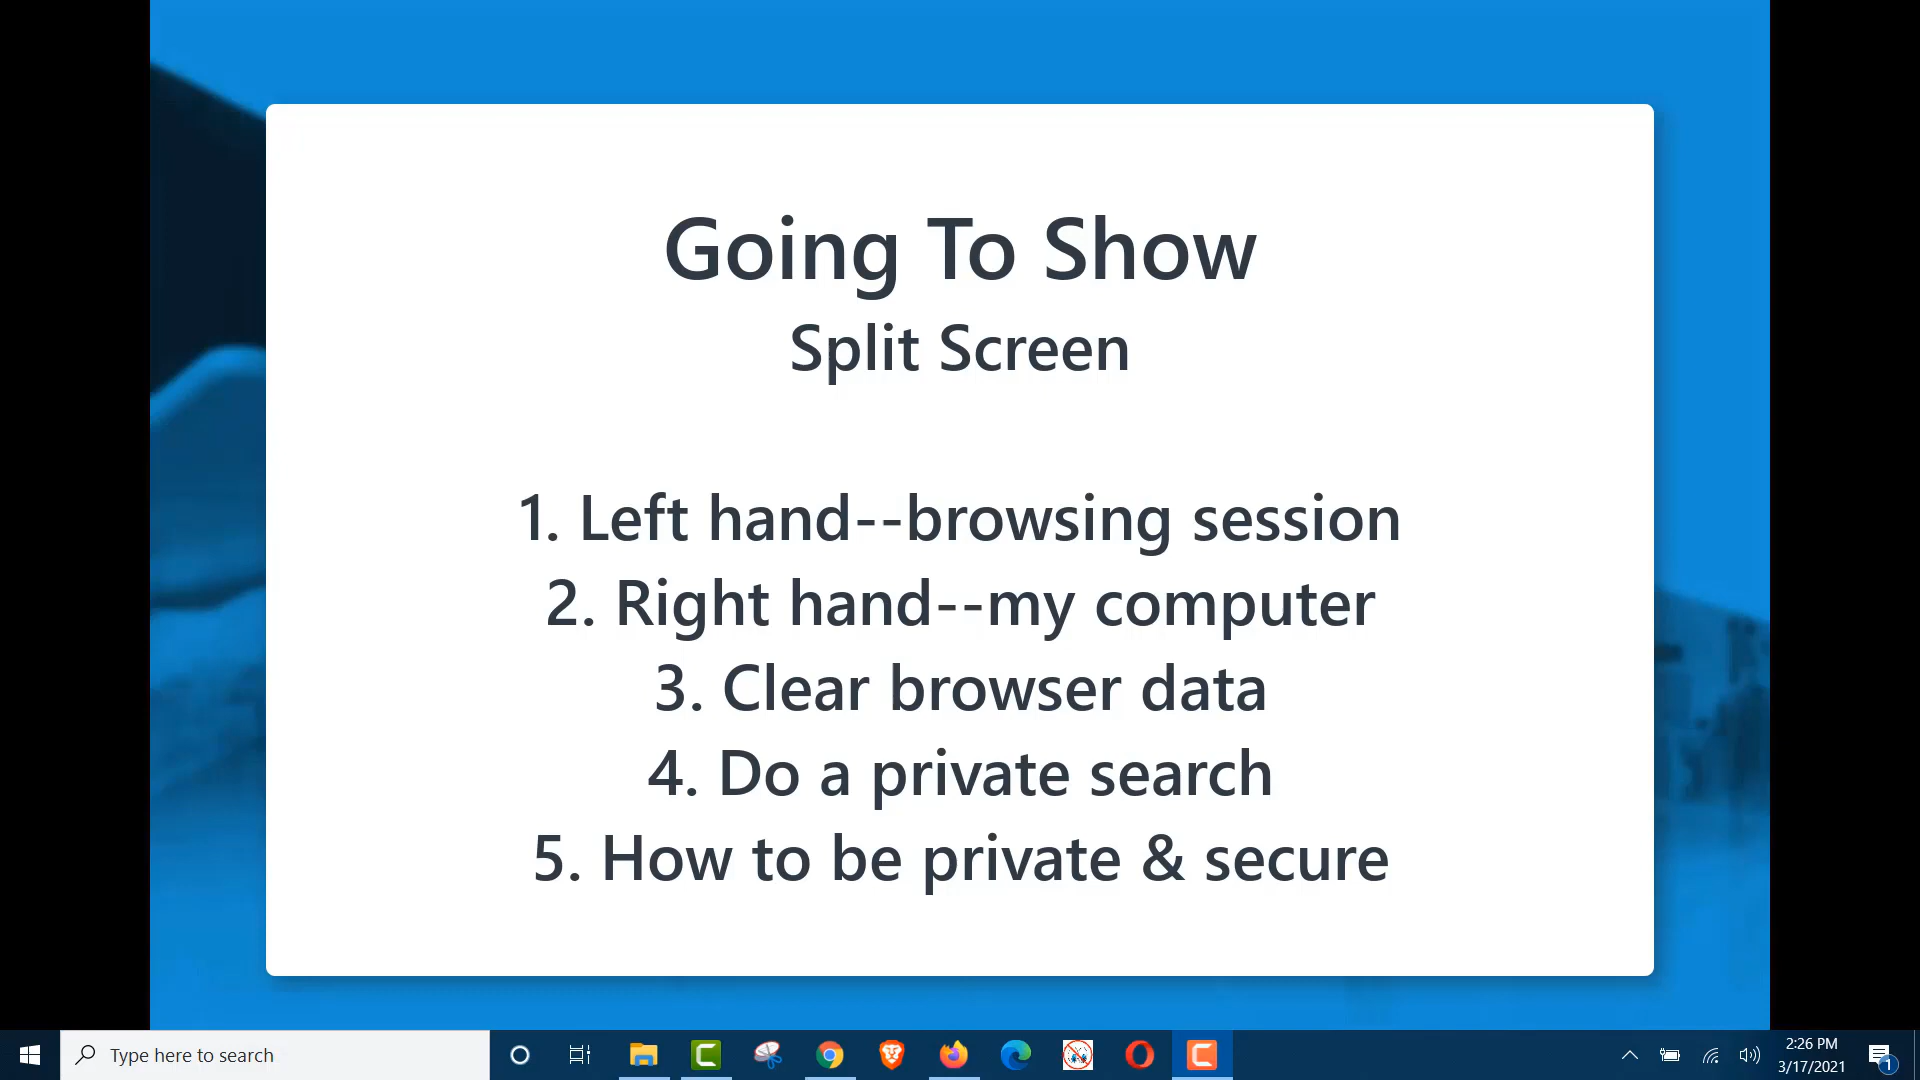 Going To Show
Split Screen
1. Left hand--browsing session
2. Right hand--my computer
3. Clear browser data
4. Do a private search
5. How to be private & secure
Type here to search
2:26 PM
3/17/2021
1